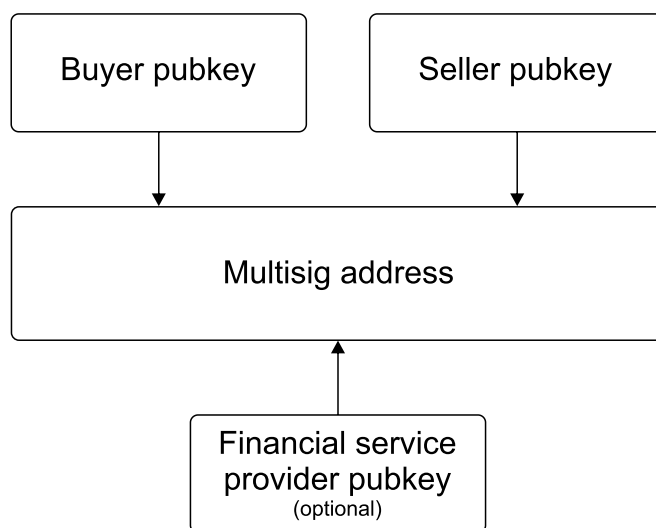 Buyer pubkey
Seller pubkey
Multisig address
Financial service
provider pubkey
(optional)